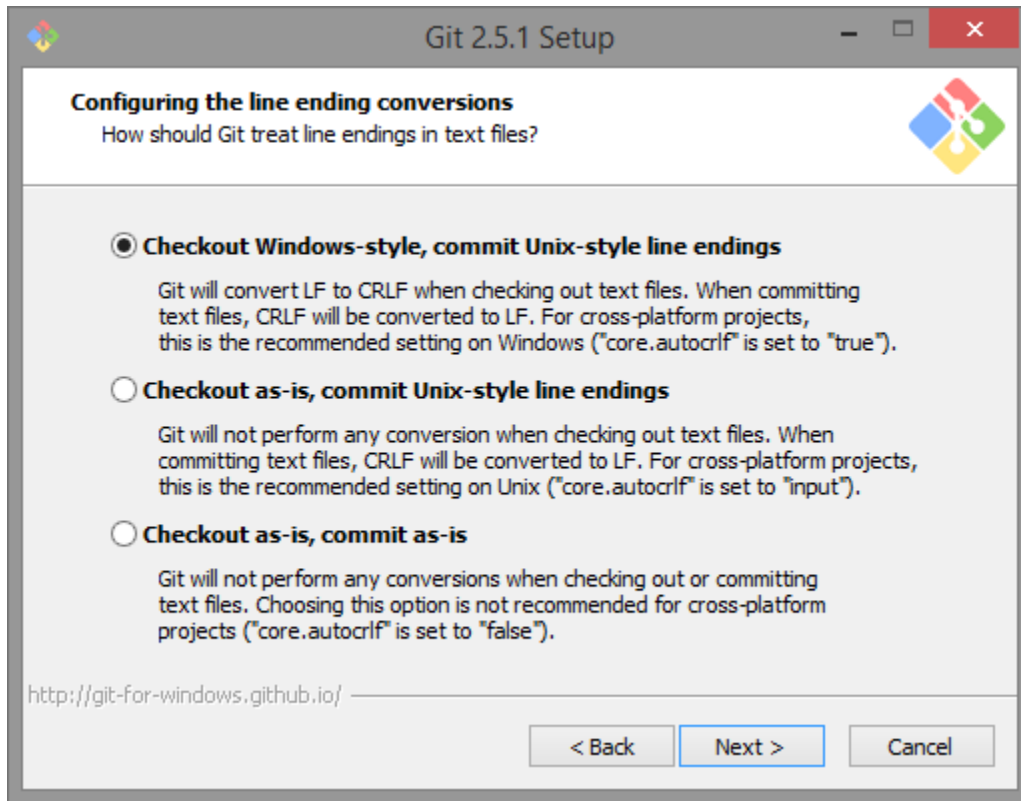 Git 2.5.1 Setup
Configuring the line ending conversions
How should Git treat line endings in text files?
Checkout Windows-style, commit Unix-style line endings
Git will convert LF to CRLF when checking out text files. When committing
text files, CRLF will be converted to LF. For cross-platform projects,
this is the recommended setting on Windows ("core.autocrlf" is set to "true").
Checkout as-is, commit Unix-style line endings
Git will not perform any conversion when checking out text files. When
committing text files, CRLF will be converted to LF. For cross-platform projects,
this is the recommended setting on Unix ("core.autocrlf" is set to "input").
Checkout as-is, commit as-is
Git will not perform any conversions when checking out or committing
text files. Choosing this option is not recommended for cross-platform
projects ("core.autocrlf" is set to "false").
http://git-for-windows.github.io/
< Back Next > Cancel